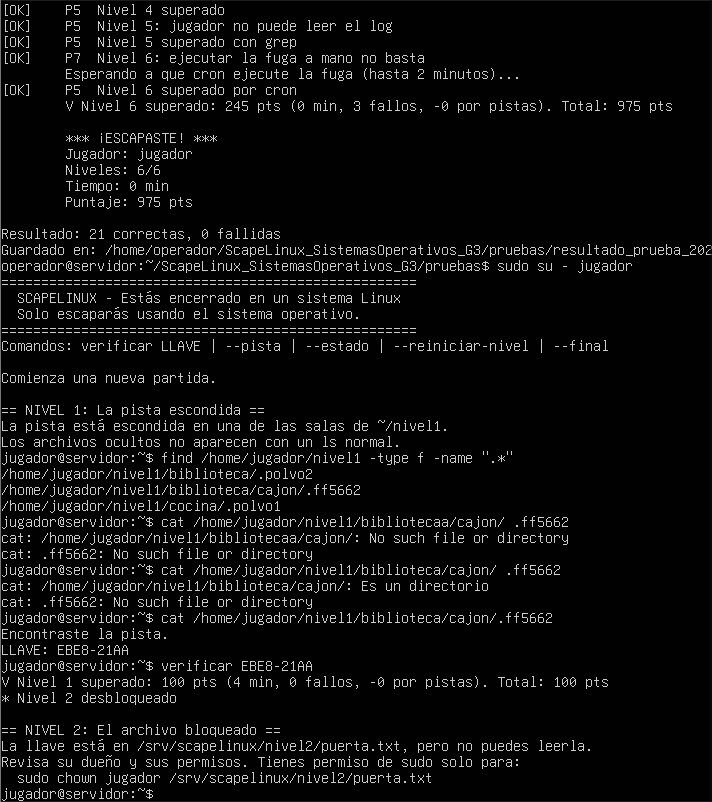 [OK]    P5  Nivel 4 superado
[OK]    P5  Nivel 5: jugador no puede leer el log
[OK]    P5  Nivel 5 superado con grep
[OK]    P7  Nivel 6: ejecutar la fuga a mano no basta
        Esperando a que cron ejecute la fuga (hasta 2 minutos)...
[OK]    P5  Nivel 6 superado por cron
        V Nivel 6 superado: 245 pts (0 min, 3 fallos, -0 por pistas). Total: 975 pts

        *** ¡ESCAPASTE! ***
        Jugador: jugador
        Niveles: 6/6
        Tiempo: 0 min
        Puntaje: 975 pts

Resultado: 21 correctas, 0 fallidas
Guardado en: /home/operador/ScapeLinux_SistemasOperativos_G3/pruebas/resultado_prueba_202
operador@servidor:~/ScapeLinux_SistemasOperativos_G3/pruebas$ sudo su - jugador
====================================================
  SCAPELINUX - Estás encerrado en un sistema Linux
  Solo escaparás usando el sistema operativo.
====================================================
Comandos: verificar LLAVE | --pista | --estado | --reiniciar-nivel | --final

Comienza una nueva partida.

== NIVEL 1: La pista escondida ==
La pista está escondida en una de las salas de ~/nivel1.
Los archivos ocultos no aparecen con un ls normal.
jugador@servidor:~$ find /home/jugador/nivel1 -type f -name ".*"
/home/jugador/nivel1/biblioteca/.polvo2
/home/jugador/nivel1/biblioteca/cajon/.ff5662
/home/jugador/nivel1/cocina/.polvo1
jugador@servidor:~$ cat /home/jugador/nivel1/bibliotecaa/cajon/ .ff5662
cat: /home/jugador/nivel1/bibliotecaa/cajon/: No such file or directory
cat: .ff5662: No such file or directory
jugador@servidor:~$ cat /home/jugador/nivel1/biblioteca/cajon/ .ff5662
cat: /home/jugador/nivel1/biblioteca/cajon/: Es un directorio
cat: .ff5662: No such file or directory
jugador@servidor:~$ cat /home/jugador/nivel1/biblioteca/cajon/.ff5662
Encontraste la pista.
LLAVE: EBE8-21AA
jugador@servidor:~$ verificar EBE8-21AA
V Nivel 1 superado: 100 pts (4 min, 0 fallos, -0 por pistas). Total: 100 pts
* Nivel 2 desbloqueado

== NIVEL 2: El archivo bloqueado ==
La llave está en /srv/scapelinux/nivel2/puerta.txt, pero no puedes leerla.
Revisa su dueño y sus permisos. Tienes permiso de sudo solo para:
  sudo chown jugador /srv/scapelinux/nivel2/puerta.txt
jugador@servidor:~$